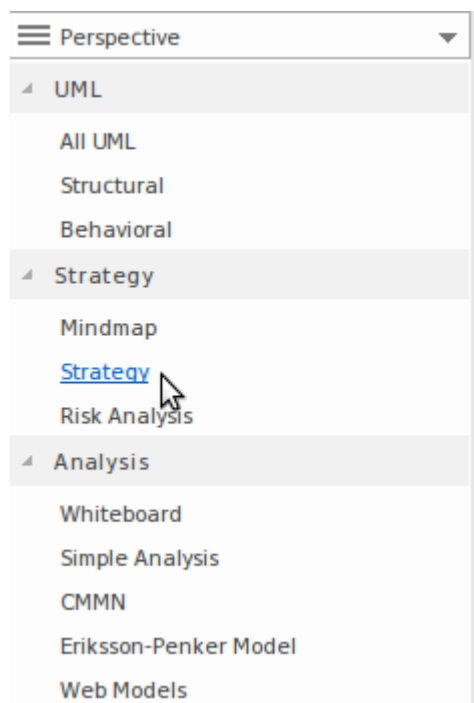 Perspective
UML
All UML
Structural
Behavioral
Strategy
Mindmap
Strategy
Risk Analysis
Analysis
Whiteboard
Simple Analysis
CMMN
Eriksson-Penker Model
Web Models